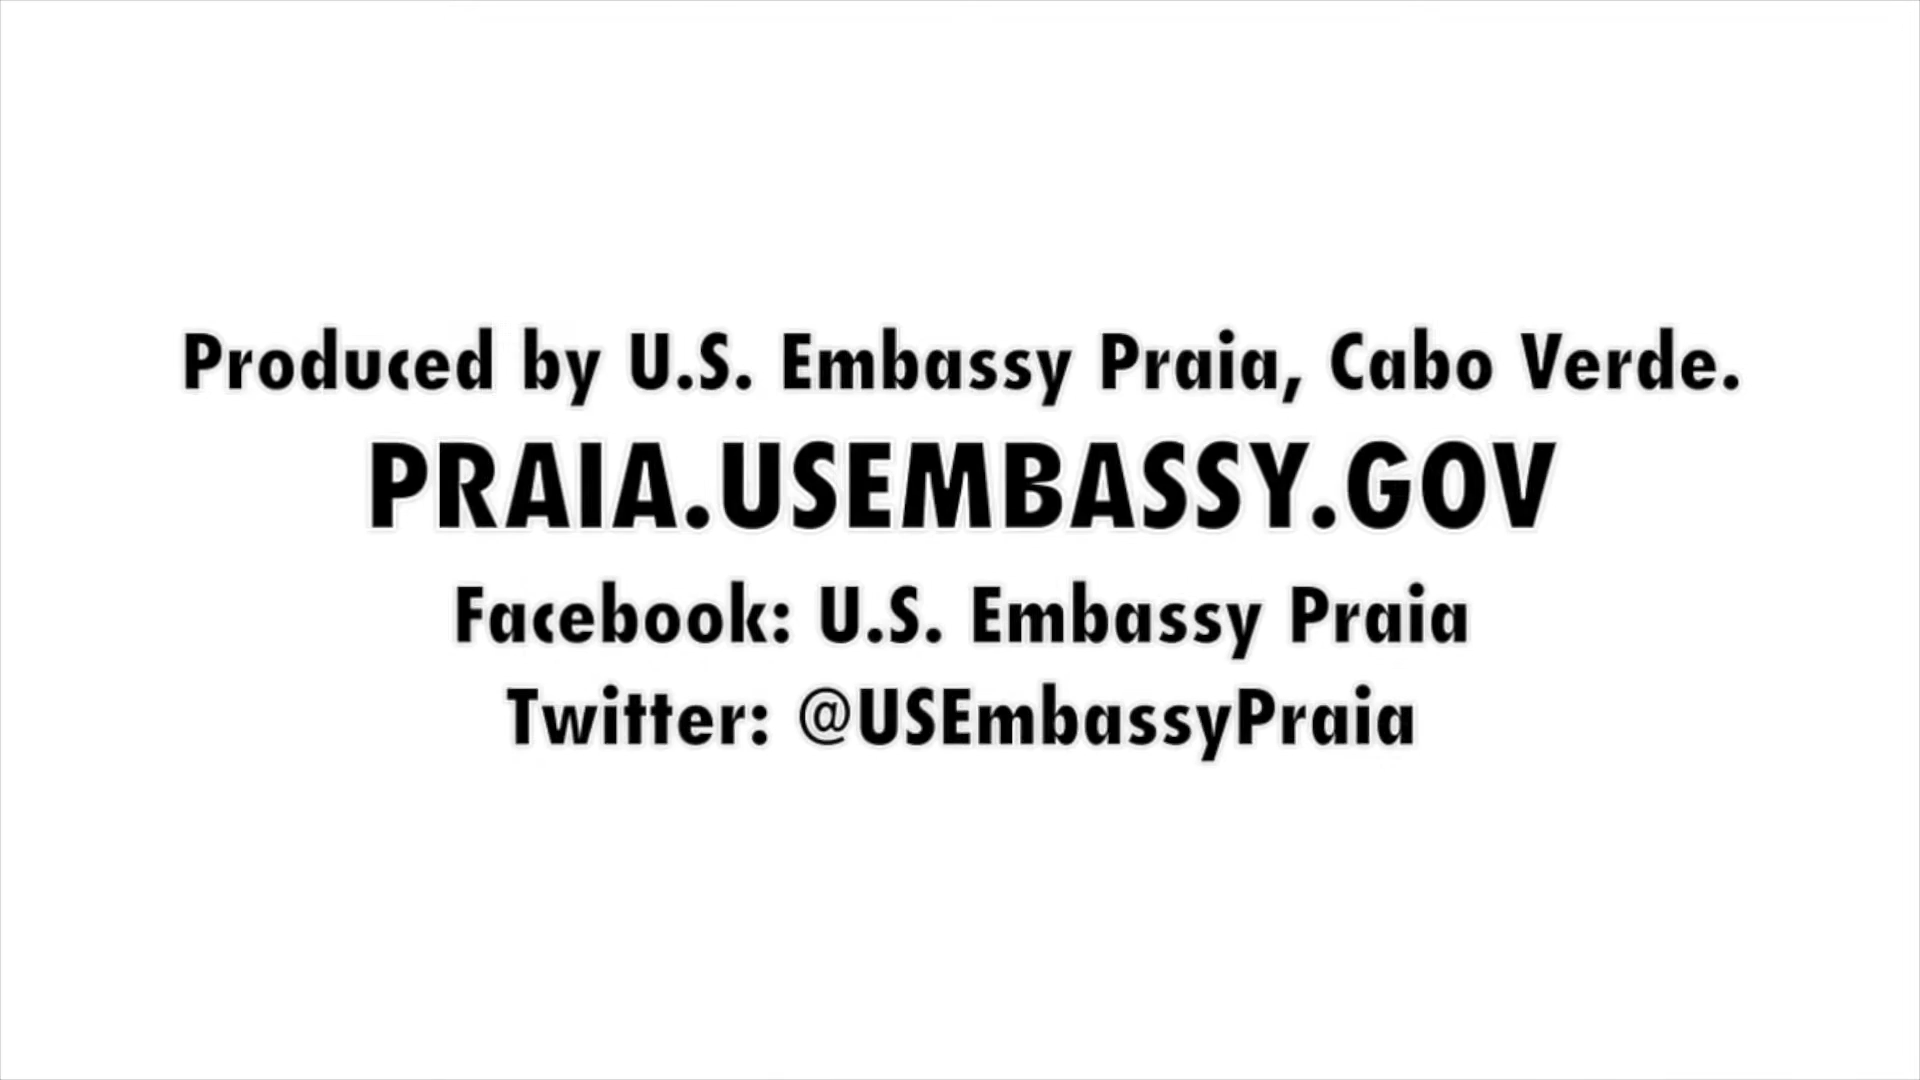 Produced by U.S. Embassy Praia, Cabo Verde.
PRAIA.USEMBASSY.GOV
Facebook: U.S. Embassy Praia
Twitter: @USEmbassyPraia